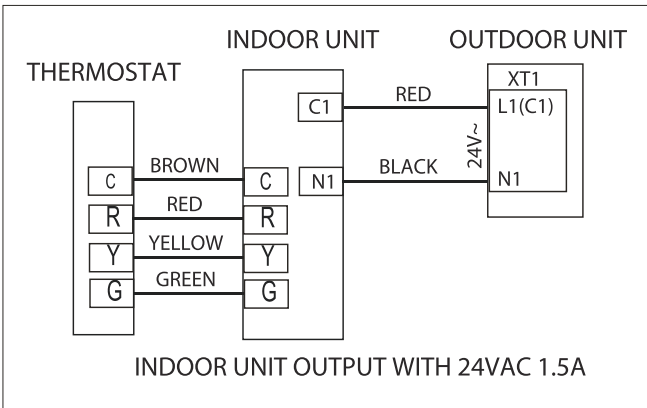 INDOOR UNIT
OUTDOOR UNIT
THERMOSTAT
XT1
C1
RED
L1(C1)
24V~
BROWN
BLACK
C
C
N1
N1
RED
R
R
YELLOW
Y
Y
GREEN
G
G
INDOOR UNIT OUTPUT WITH 24VAC 1.5A